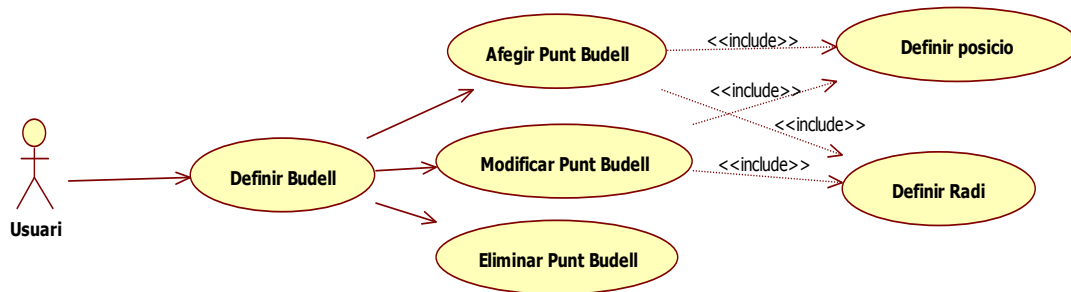 Afegir Punt Budell
<<include>>
Definir posicio
<<include>>
<<include>>
Usuari
Definir Budell
Modificar Punt Budell
<<include>>
Definir Radi
Eliminar Punt Budell